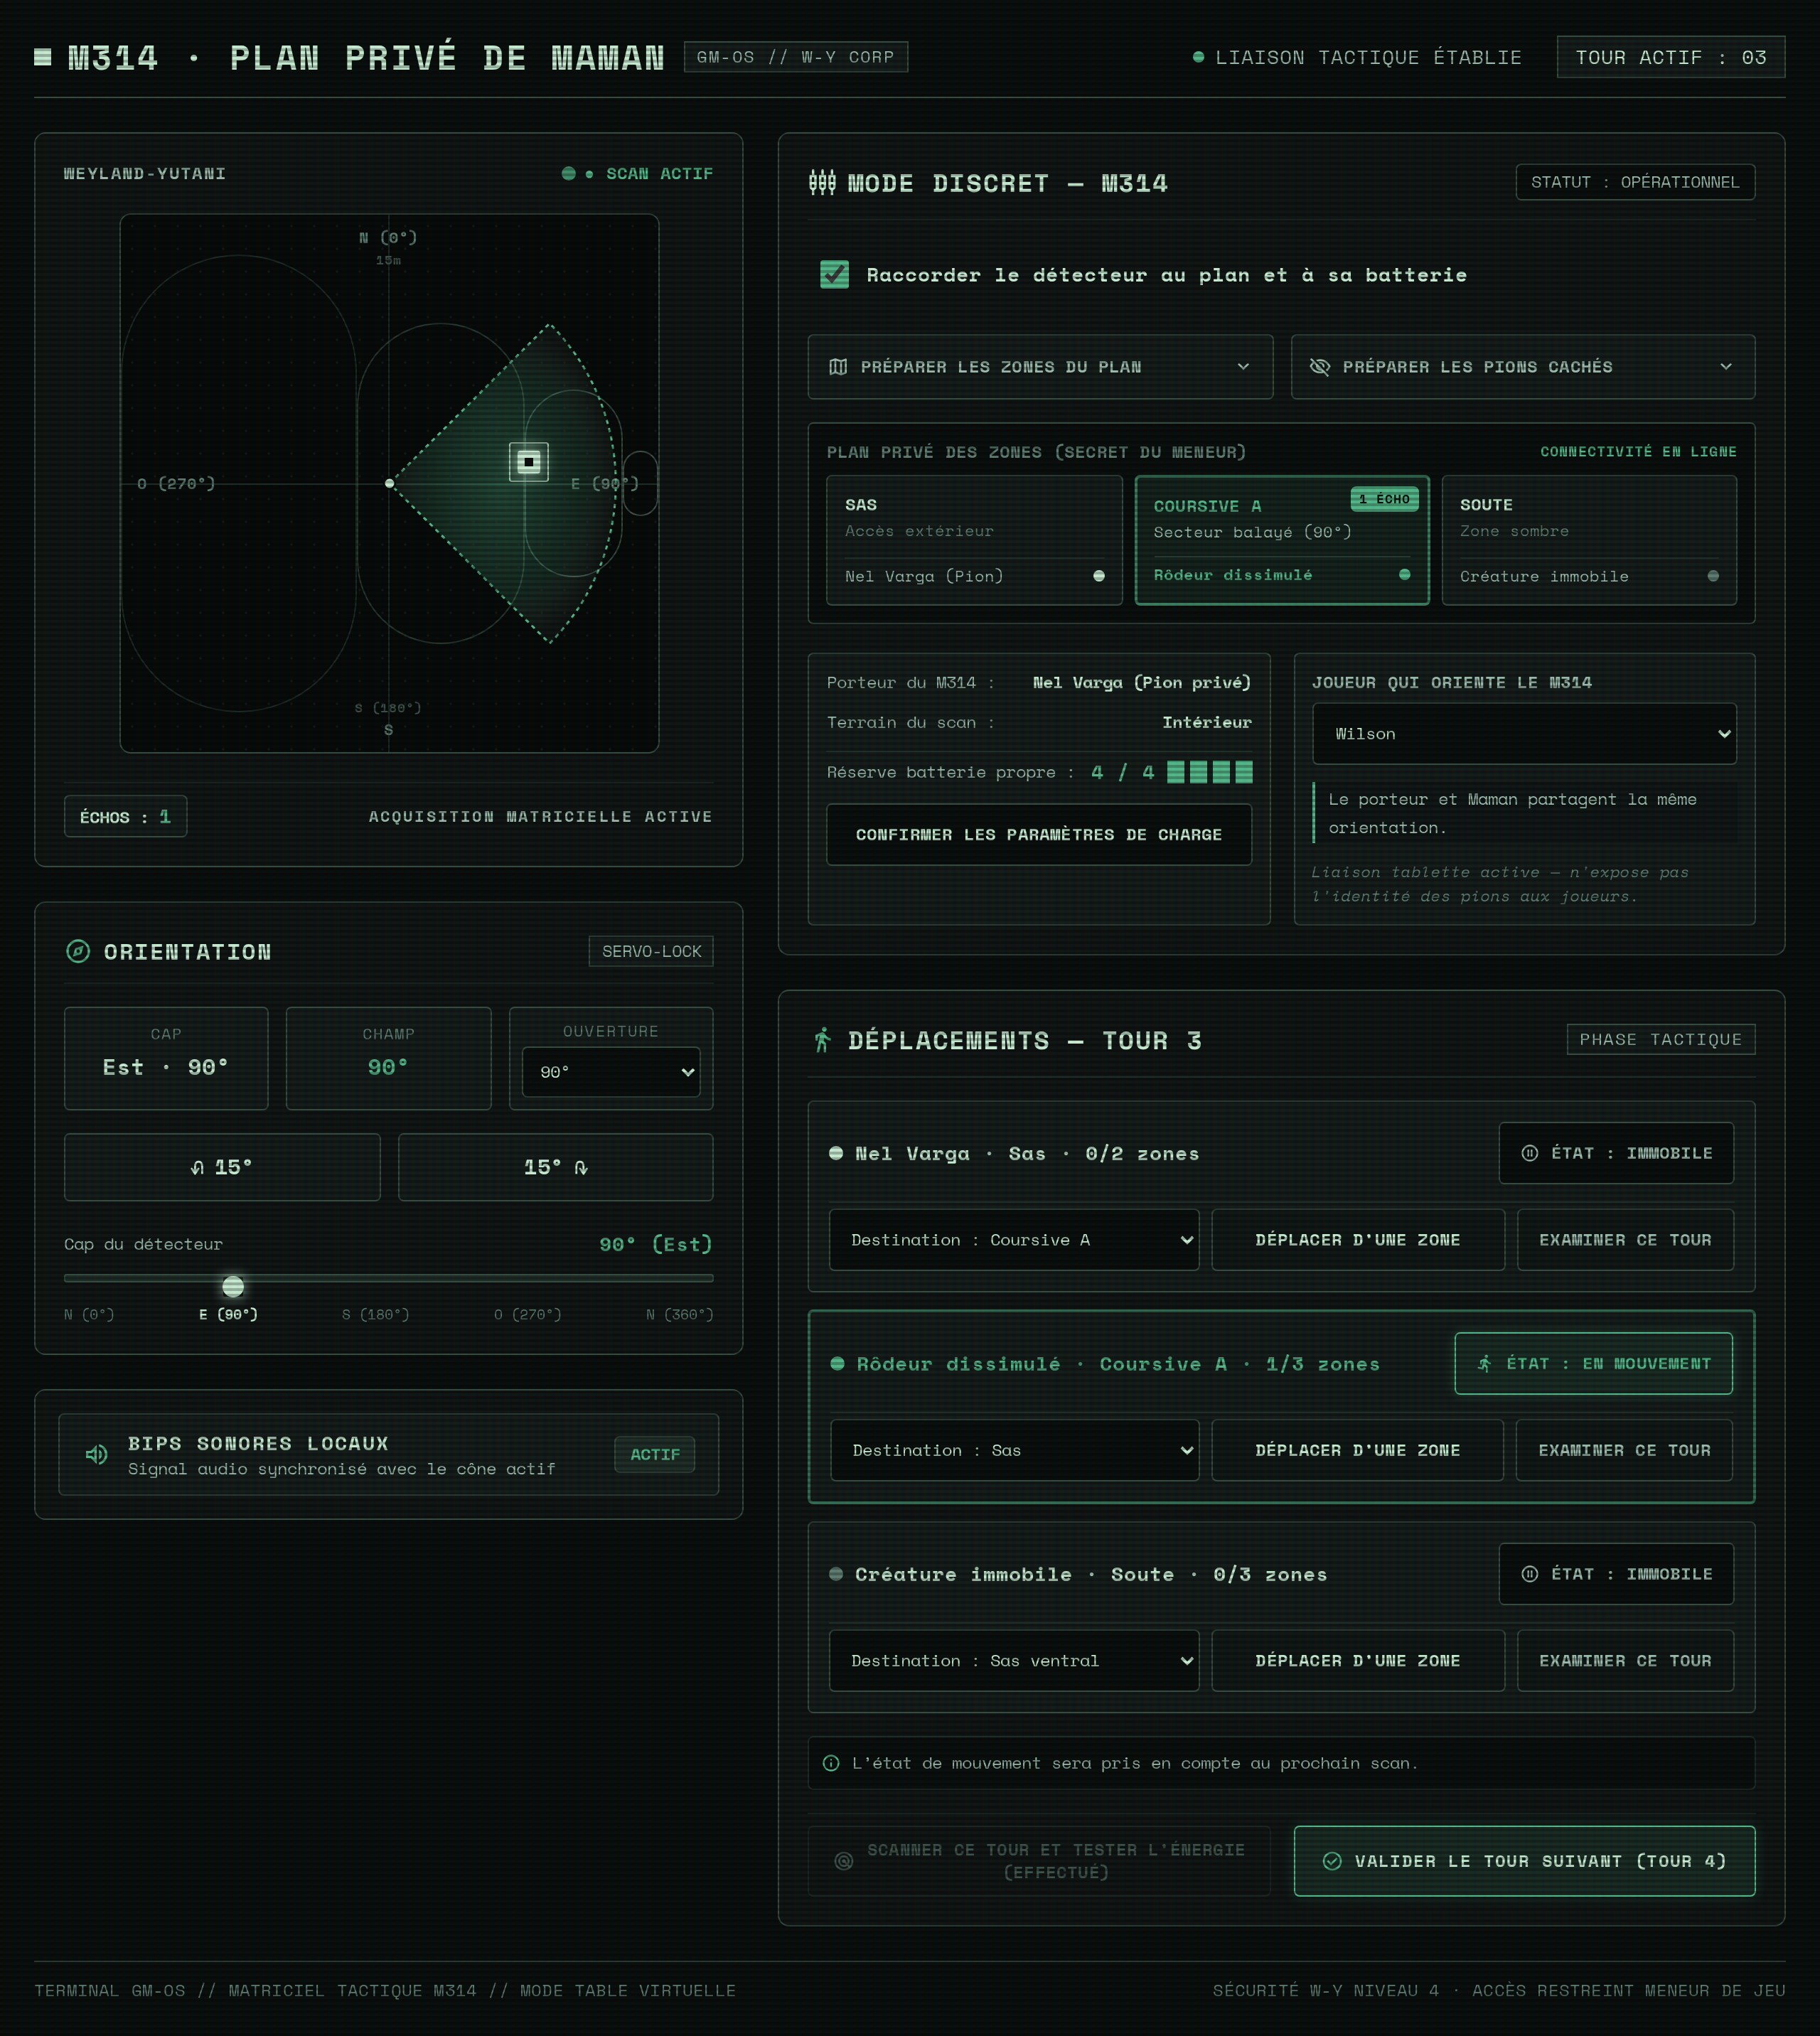 M314 · PLAN PRIVÉ DE MAMAN
GM-OS // W-Y CORP
LIAISON TACTIQUE ÉTABLIE
TOUR ACTIF : 03
WEYLAND-YUTANI
SCAN ACTIF
N (0°)
15m
O (270°)
E (90°)
S (180°)
S
ÉCHOS : 1
ACQUISITION MATRICIELLE ACTIVE
ORIENTATION
SERVO-LOCK
CAP
Est · 90°
CHAMP
90°
OUVERTURE
90°
15°
15°
Cap du détecteur
90° (Est)
N (0°)
E (90°)
S (180°)
O (270°)
N (360°)
BIPS SONORES LOCAUX
Signal audio synchronisé avec le cône actif
ACTIF
MODE DISCRET — M314
STATUT : OPÉRATIONNEL
Raccorder le détecteur au plan et à sa batterie
PRÉPARER LES ZONES DU PLAN
PRÉPARER LES PIONS CACHÉS
PLAN PRIVÉ DES ZONES (SECRET DU MENEUR)
CONNECTIVITÉ EN LIGNE
SAS
Accès extérieur
Nel Varga (Pion)
COURSIVE A
1 ÉCHO
Secteur balayé (90°)
Rôdeur dissimulé
SOUTE
Zone sombre
Créature immobile
Porteur du M314 :
Nel Varga (Pion privé)
Terrain du scan :
Intérieur
Réserve batterie propre :
4 / 4
CONFIRMER LES PARAMÈTRES DE CHARGE
JOUEUR QUI ORIENTE LE M314
Wilson
Le porteur et Maman partagent la même
orientation.
Liaison tablette active — n'expose pas
l'identité des pions aux joueurs.
DÉPLACEMENTS — TOUR 3
PHASE TACTIQUE
Nel Varga · Sas · 0/2 zones
ÉTAT : IMMOBILE
Destination : Coursive A
DÉPLACER D'UNE ZONE
EXAMINER CE TOUR
Rôdeur dissimulé · Coursive A · 1/3 zones
ÉTAT : EN MOUVEMENT
Destination : Sas
DÉPLACER D'UNE ZONE
EXAMINER CE TOUR
Créature immobile · Soute · 0/3 zones
ÉTAT : IMMOBILE
Destination : Sas ventral
DÉPLACER D'UNE ZONE
EXAMINER CE TOUR
L'état de mouvement sera pris en compte au prochain scan.
SCANNER CE TOUR ET TESTER L'ÉNERGIE
(EFFECTUÉ)
VALIDER LE TOUR SUIVANT (TOUR 4)
TERMINAL GM-OS // MATRICIEL TACTIQUE M314 // MODE TABLE VIRTUELLE
SÉCURITÉ W-Y NIVEAU 4 · ACCÈS RESTREINT MENEUR DE JEU